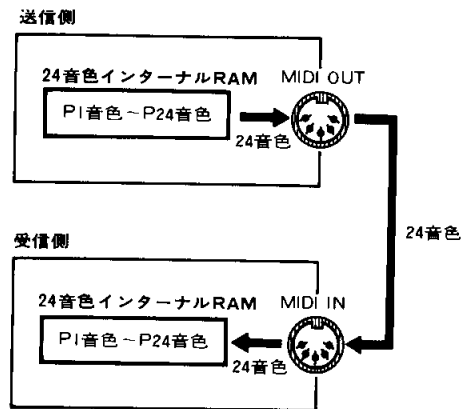 送信側
24音色インターナルRAM MIDI OUT
P1音色～P24音色
24音色
24音色
受信側
24音色インターナルRAM MIDI IN
P1音色～P24音色
24音色